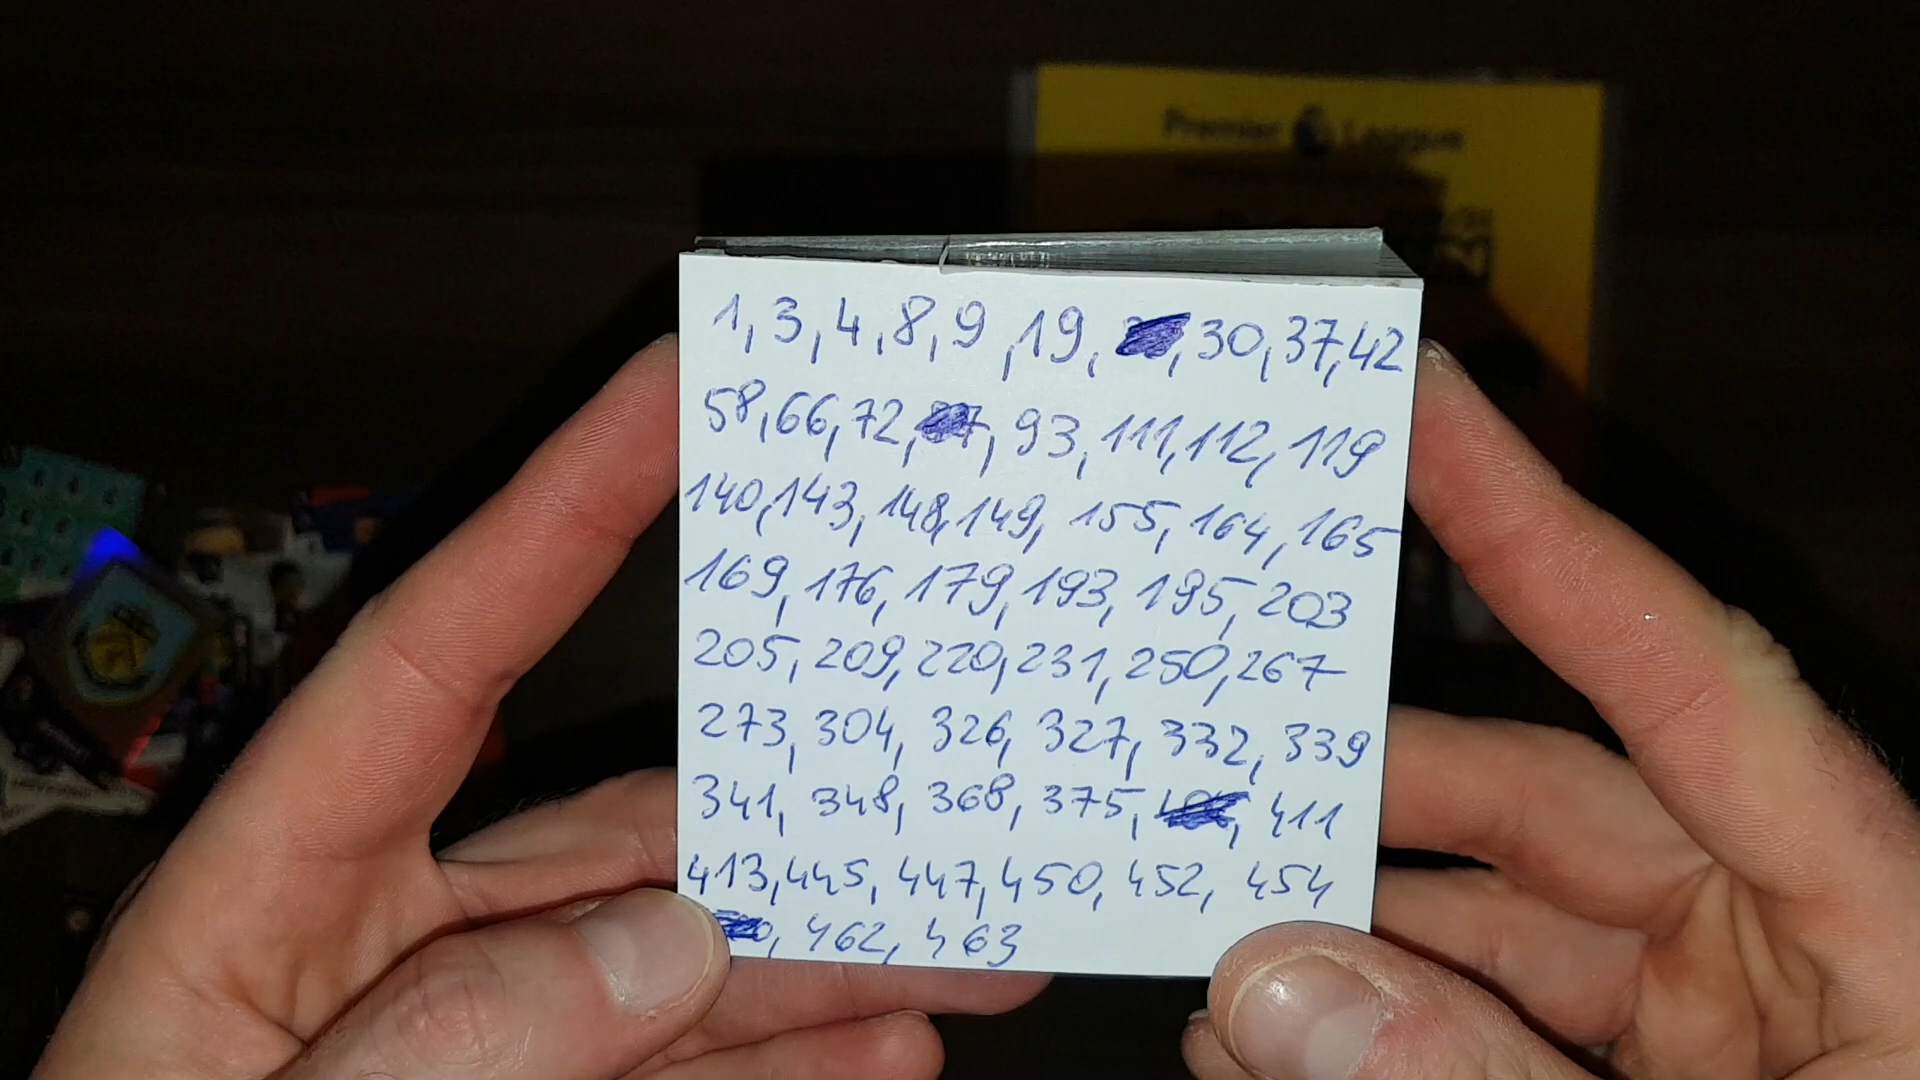 Premier League
1, 3, 4, 8, 9, 19, 30, 37, 42
58, 66, 72, 93, 111, 112, 119
140, 143, 148, 149, 155, 164, 165
169, 176, 179, 193, 195, 203
205, 209, 220, 231, 250, 267
273, 304, 326, 327, 332, 339
341, 348, 368, 375, 411
413, 445, 447, 450, 452, 454
462, 463